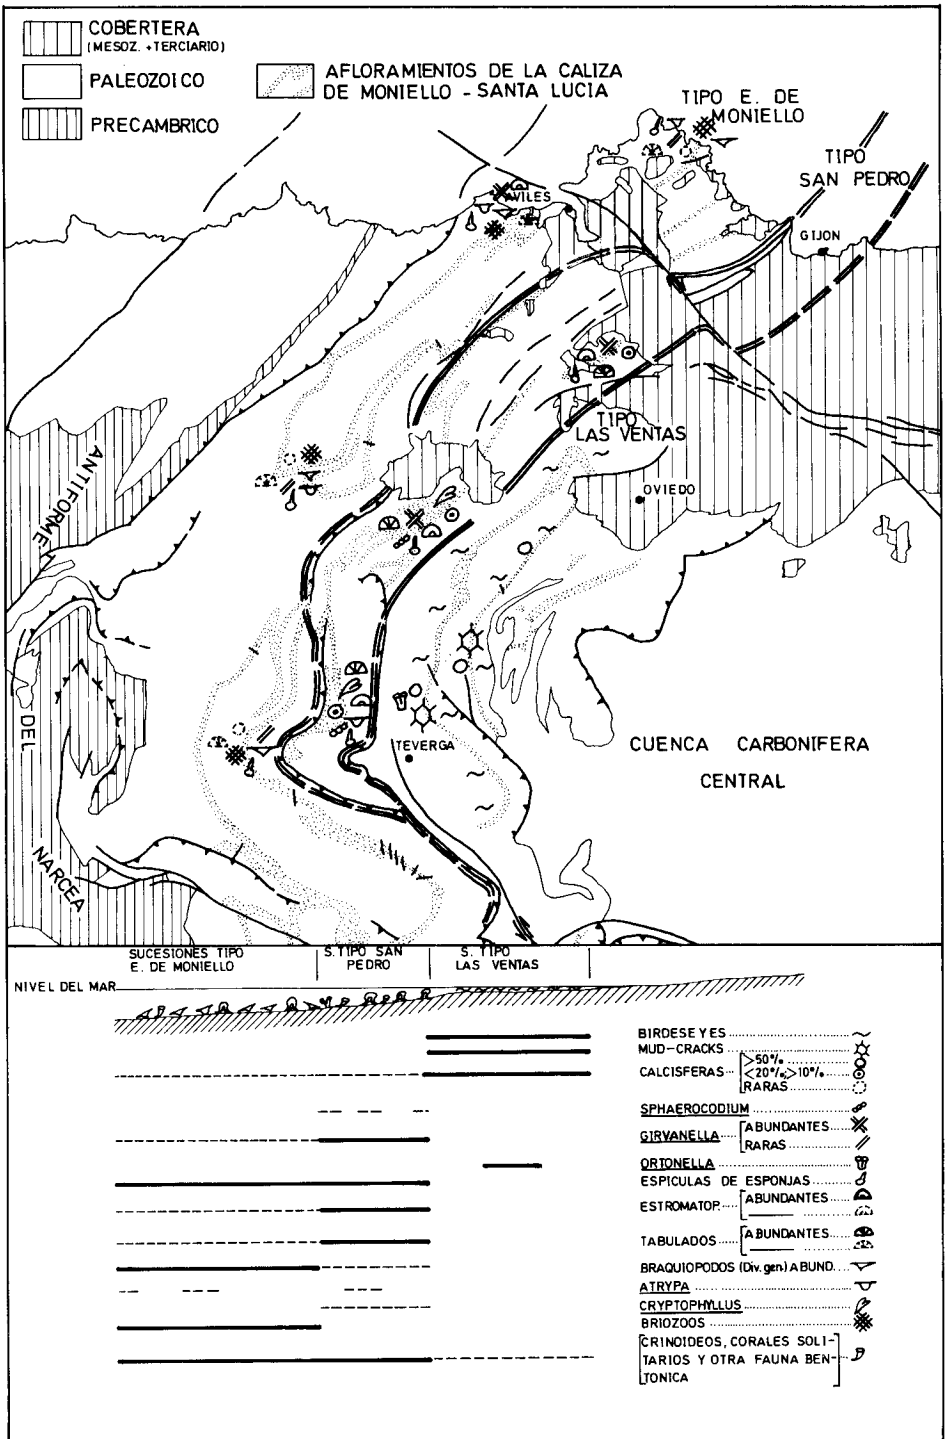 COBERTERA
(MESOZ. + TERCIARIO)
PALEOZOICO
PRECAMBRICO
AFLORAMIENTOS DE LA CALIZA
DE MONIELLO - SANTA LUCIA
TIPO E. DE
MONIELLO
TIPO
SAN PEDRO
AVILES
GIJON
TIPO
LAS VENTAS
OVIEDO
ANTIFORME
DEL
NARCEA
TEVERGA
CUENCA CARBONIFERA
CENTRAL
SUCESIONES TIPO
E. DE MONIELLO
S. TIPO SAN
PEDRO
S. TIPO
LAS VENTAS
NIVEL DEL MAR
BIRDESEYES
MUD-CRACKS
CALCISFERAS
>50%
<20%;>10%
RARAS
SPHAEROCODIUM
GIRVANELLA
ABUNDANTES
RARAS
ORTONELLA
ESPICULAS DE ESPONJAS
ESTROMATOP.
ABUNDANTES
TABULADOS
ABUNDANTES
BRAQUIOPODOS (Div. gen.) ABUND.
ATRYPA
CRYPTOPHYLLUS
BRIOZOOS
CRINOIDEOS, CORALES SOLI-
TARIOS Y OTRA FAUNA BEN-
TONICA